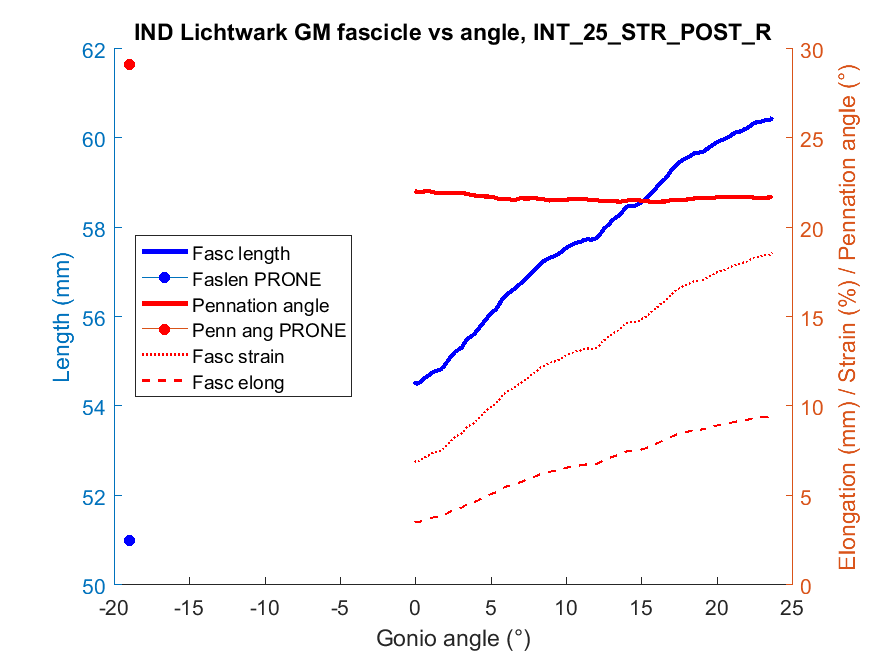 IND Lichtwark GM fascicle vs angle, INT_25_STR_POST_R
62
60
58
56
54
52
50
Length (mm)
30
25
20
15
10
5
0
Elongation (mm) / Strain (%) / Pennation angle (°)
Fasc length
Faslen PRONE
Pennation angle
Penn ang PRONE
Fasc strain
Fasc elong
-20 -15 -10 -5 0 5 10 15 20 25
Gonio angle (°)